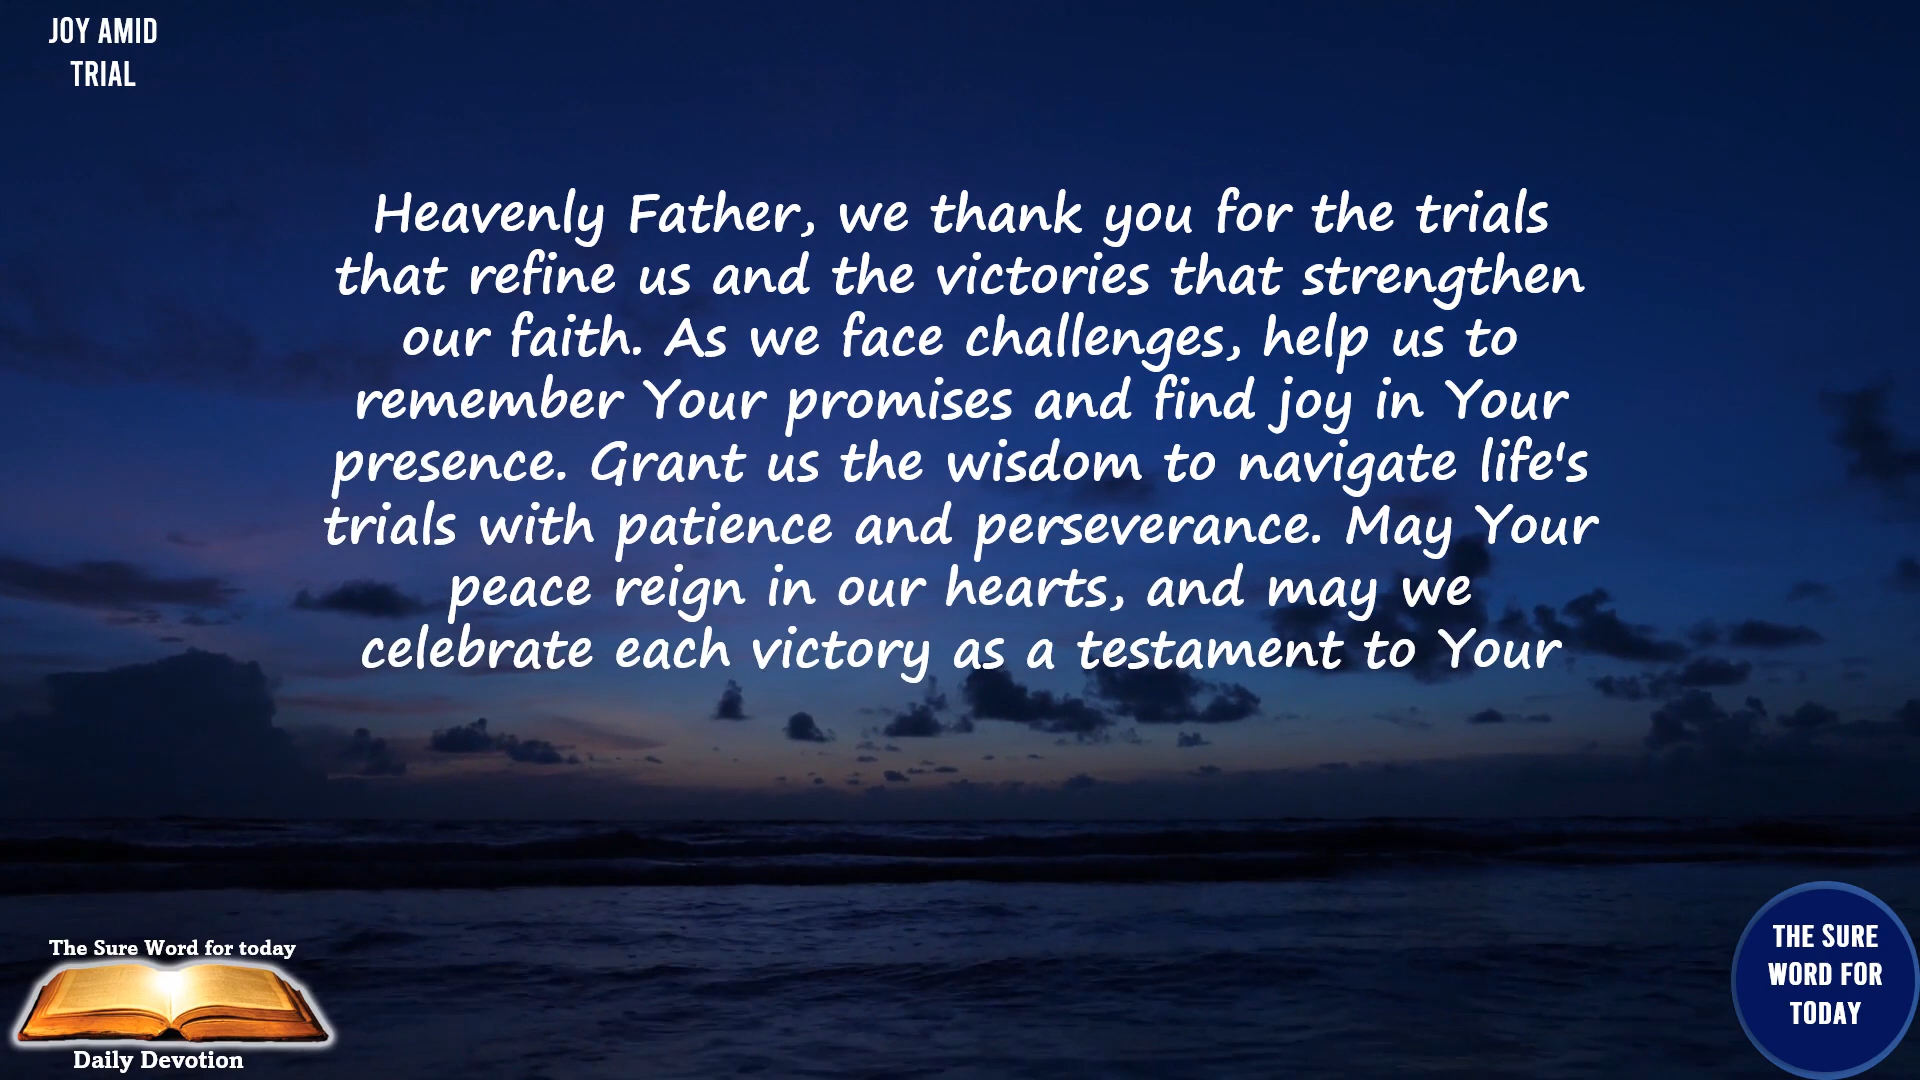 JOY AMID
TRIAL
Heavenly Father, we thank you for the trials
that refine us and the victories that strengthen
our faith. As we face challenges, help us to
remember Your promises and find joy in Your
presence. Grant us the wisdom to navigate life's
trials with patience and perseverance. May Your
peace reign in our hearts, and may we
celebrate each victory as a testament to Your
The Sure Word for today
Daily Devotion
THE SURE
WORD FOR
TODAY